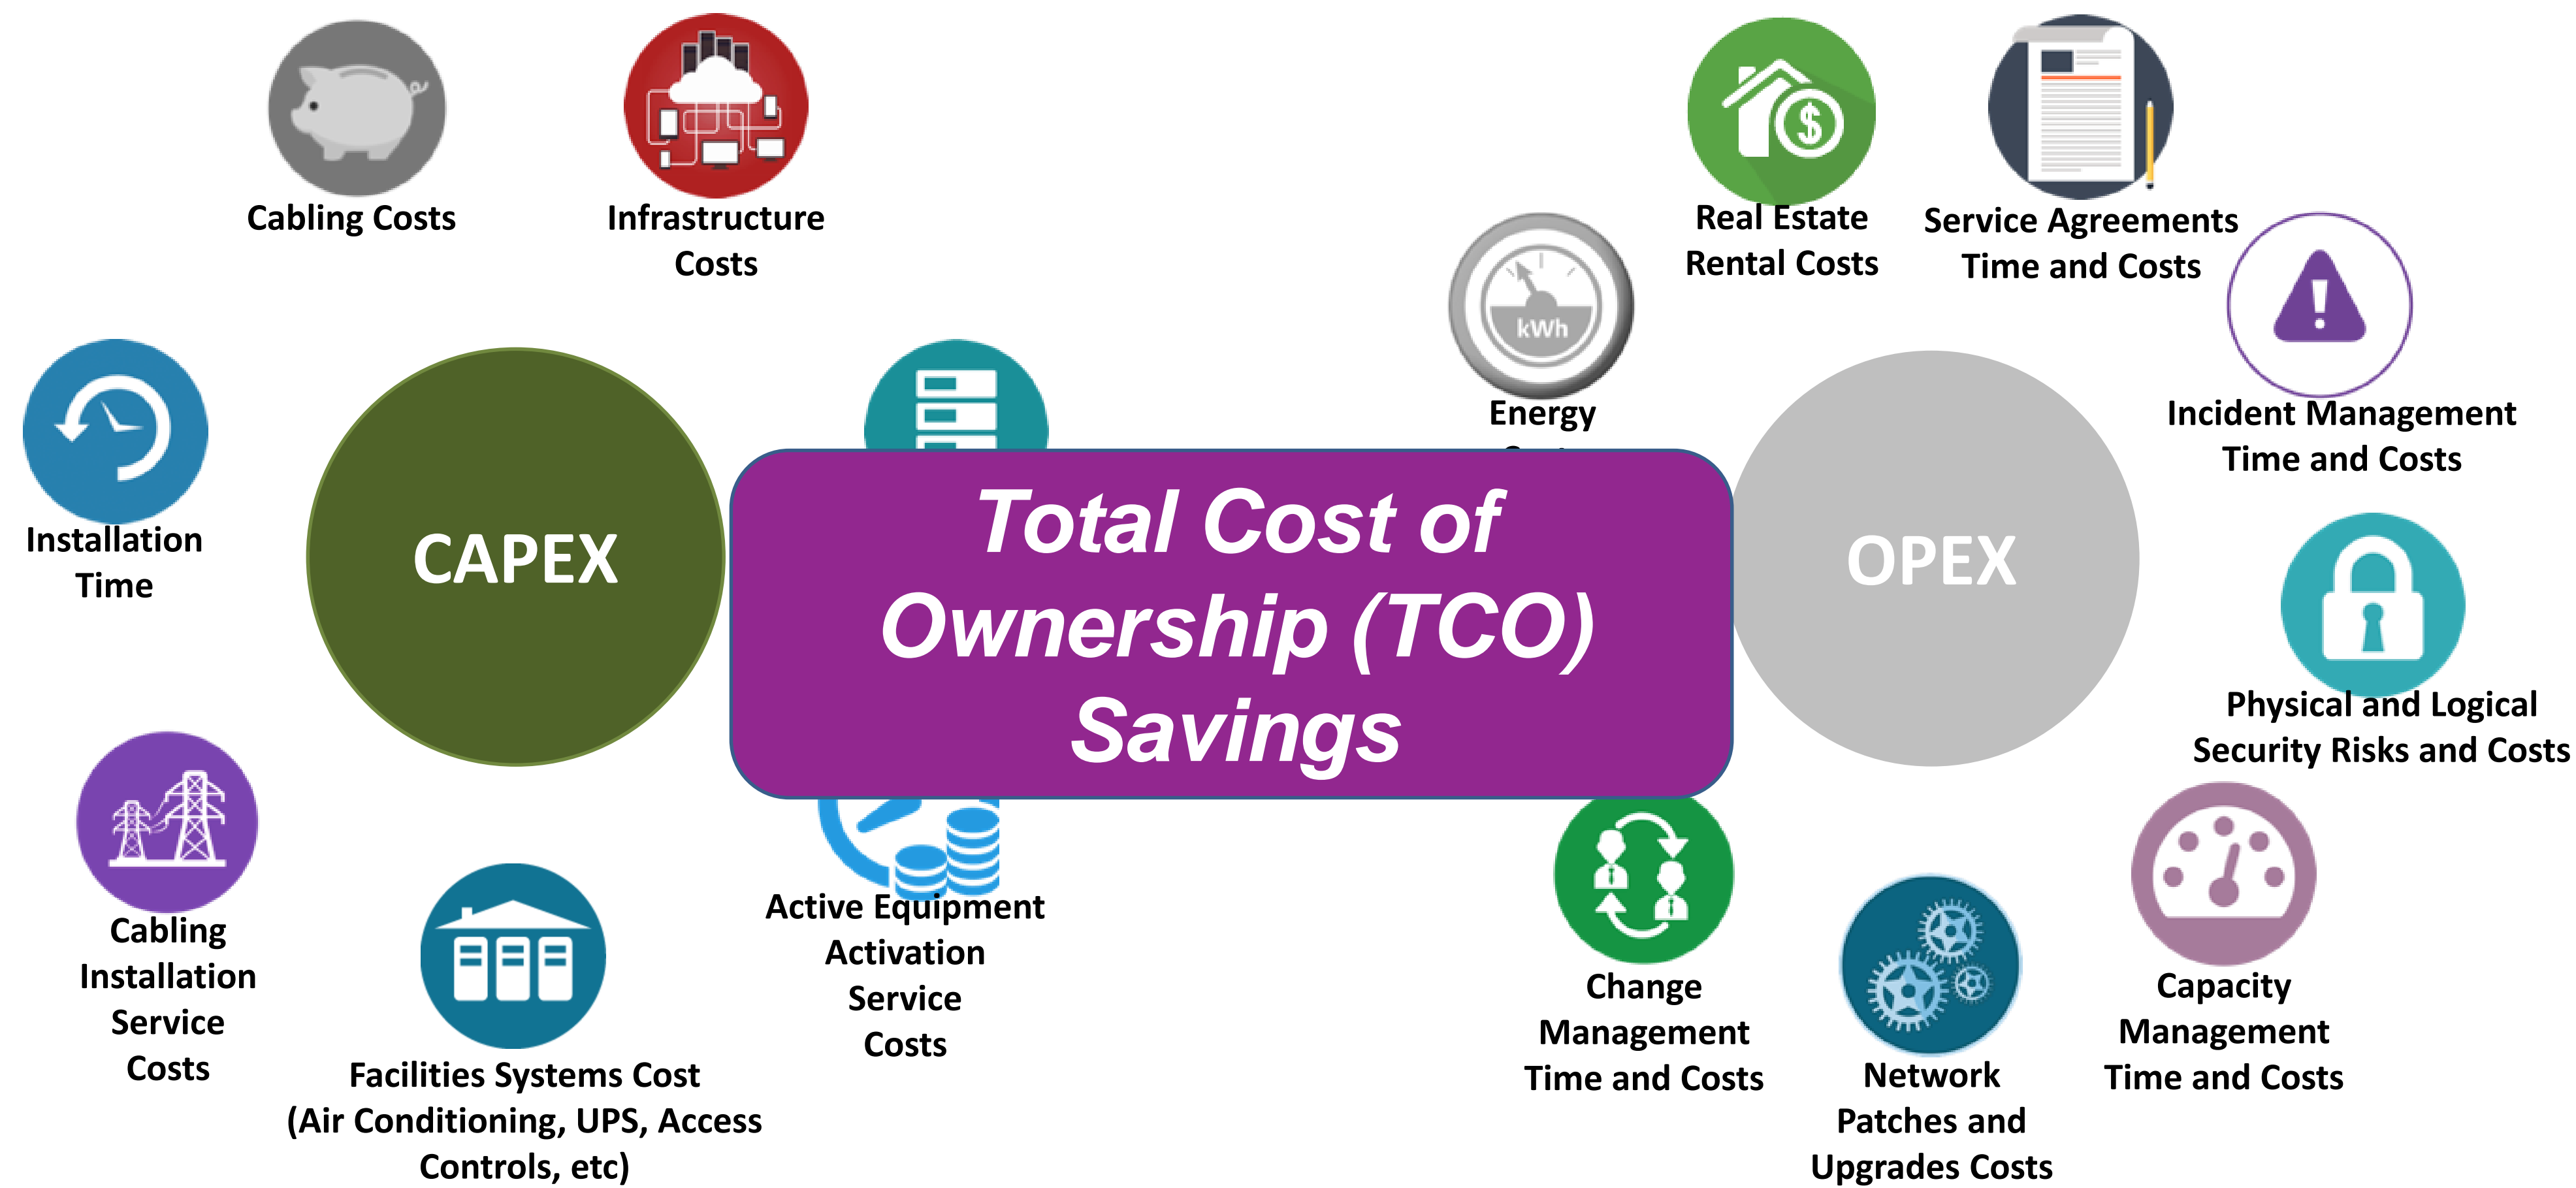 Cabling Costs
Infrastructure
Costs
Installation
Time
CAPEX
Cabling
Installation
Service
Costs
Facilities Systems Cost
(Air Conditioning, UPS, Access
Controls, etc)
Active Equipment
Activation
Service
Costs
Total Cost of
Ownership (TCO)
Savings
Real Estate
Rental Costs
$
Service Agreements
Time and Costs
kWh
Energy
Incident Management
Time and Costs
OPEX
Physical and Logical
Security Risks and Costs
Change
Management
Time and Costs
Network
Patches and
Upgrades Costs
Capacity
Management
Time and Costs